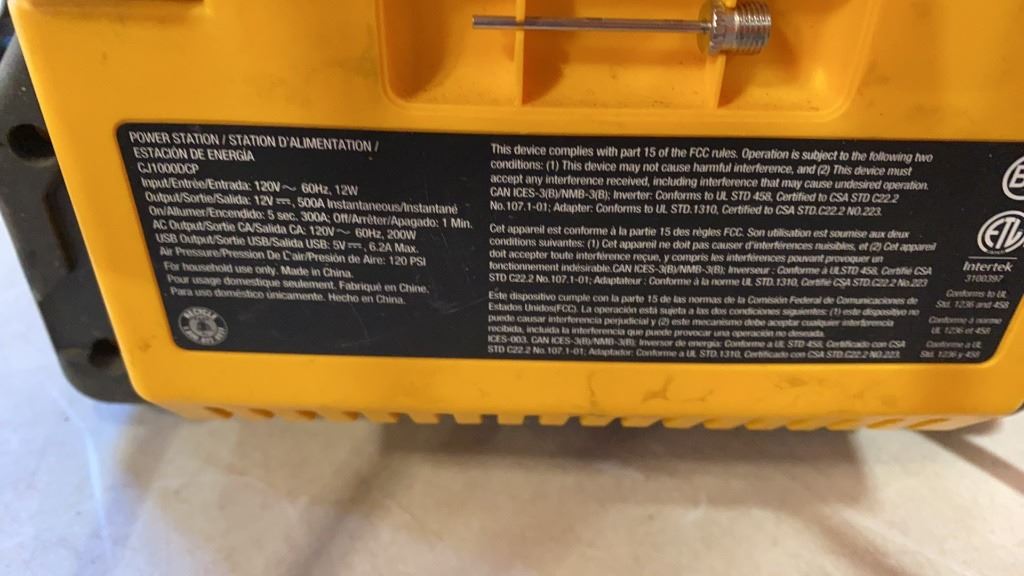 POWER STATION / STATION D'ALIMENTATION /
ESTACIÓN DE ENERGÍA
CJ1000DCP
Input/Entrée/Entrada: 120V~ 60Hz, 12W
Output/Sortie/Salida: 12V⎓, 500A Instantaneous/Instantané
On/Allumer/Encendido: 5 sec. 300A; Off/Arrêter/Apagido: 1 Min.
AC Output/Sortie CA/Salida CA: 120V~ 60Hz, 200W
USB Output/Sortie USB/Salida USB: 5V⎓, 6.2A Max.
Air Pressure/Pression De L'air/Presión de Aire: 120 PSI
For household use only. Made in China.
Pour usage domestique seulement. Fabriqué en Chine.
Para uso doméstico únicamente. Hecho en China.
This device complies with part 15 of the FCC rules. Operation is subject to the following two
conditions: (1) This device may not cause harmful interference, and (2) This device must
accept any interference received, including interference that may cause undesired operation.
CAN ICES-3(B)/NMB-3(B); Inverter: Conforms to UL STD 458, Certified to CSA STD C22.2
No.107.1-01; Adapter: Conforms to UL STD.1310, Certified to CSA STD.C22.2 NO.223.
Cet appareil est conforme à la partie 15 des règles FCC. Son utilisation est soumise aux deux
conditions suivantes: (1) Cet appareil ne doit pas causer d'interférences nuisibles, et (2) Cet appareil
doit accepter toute interférence reçue, y compris les interférences pouvant provoquer un
fonctionnement indésirable. CAN ICES-3(B)/NMB-3(B); Inverseur : Conforme à UL STD 458, Certifié CSA
STD C22.2 No.107.1-01; Adaptateur : Conforme à la norme UL STD.1310, Certifié CSA STD.C22.2 No.223
Este dispositivo cumple con la parte 15 de las normas de la Comisión Federal de Comunicaciones de
Estados Unidos(FCC). La operación está sujeta a las dos condiciones siguientes: (1) este dispositivo no
puede causar interferencia perjudicial y (2) este mecanismo debe aceptar cualquier interferencia
recibida, incluida la interferencia que puede provocar una operación no deseada.
ICES-003. CAN ICES-3(B)/NMB-3(B); Inversor de energía: Conforme a UL STD 458, Certificado con CSA
STD C22.2 No.107.1-01; Adaptador: Conforme a UL STD.1310, Certificado con CSA STD.C22.2 NO.223.
ETL
Intertek
3100397
Conforms to UL
Std. 1236 and 458
Conforme à norme
UL 1236 et 458
Conforme a UL
Std. 1236 y 458